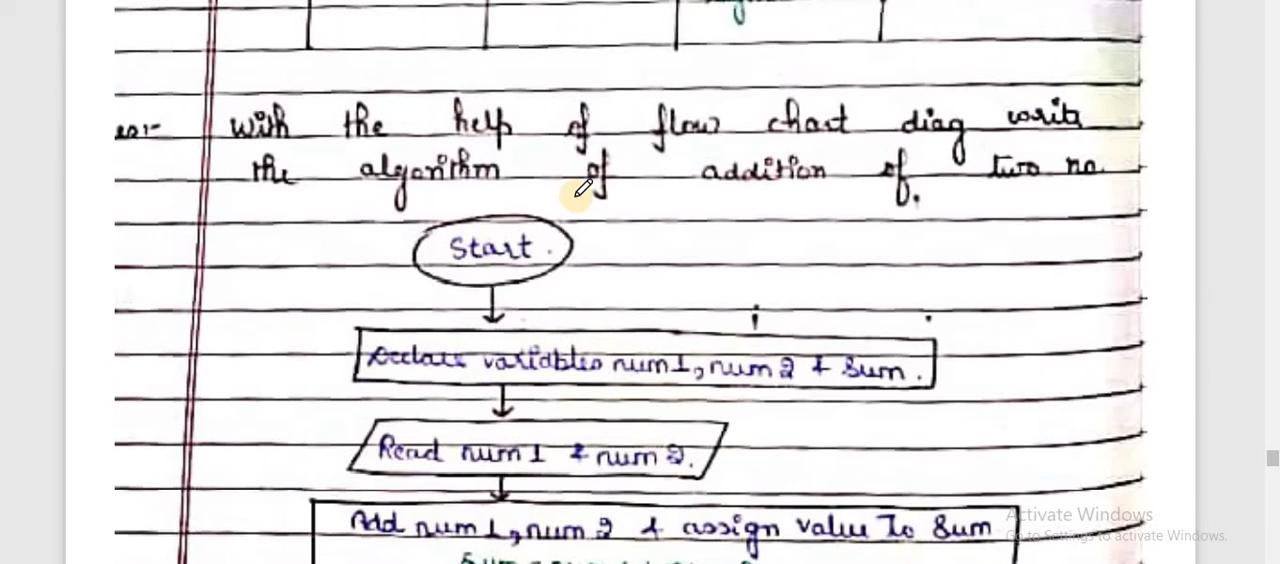 with the help of flow chart diag write
the algorithm of addition of two no.
Start.
Declare variables num1, num2 & Sum.
Read num1 & num2.
Add num1, num2 & assign value To Sum
Activate Windows
Go to Settings to activate Windows.